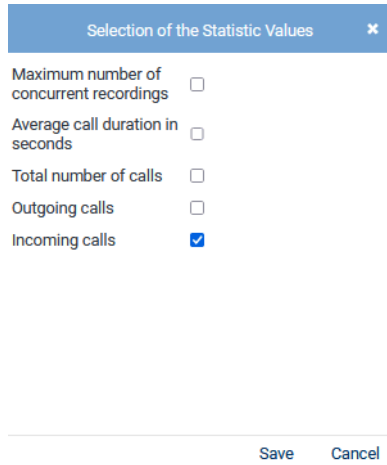 Selection of the Statistic Values
Maximum number of
concurrent recordings
Average call duration in
seconds
Total number of calls
Outgoing calls
Incoming calls
Save Cancel